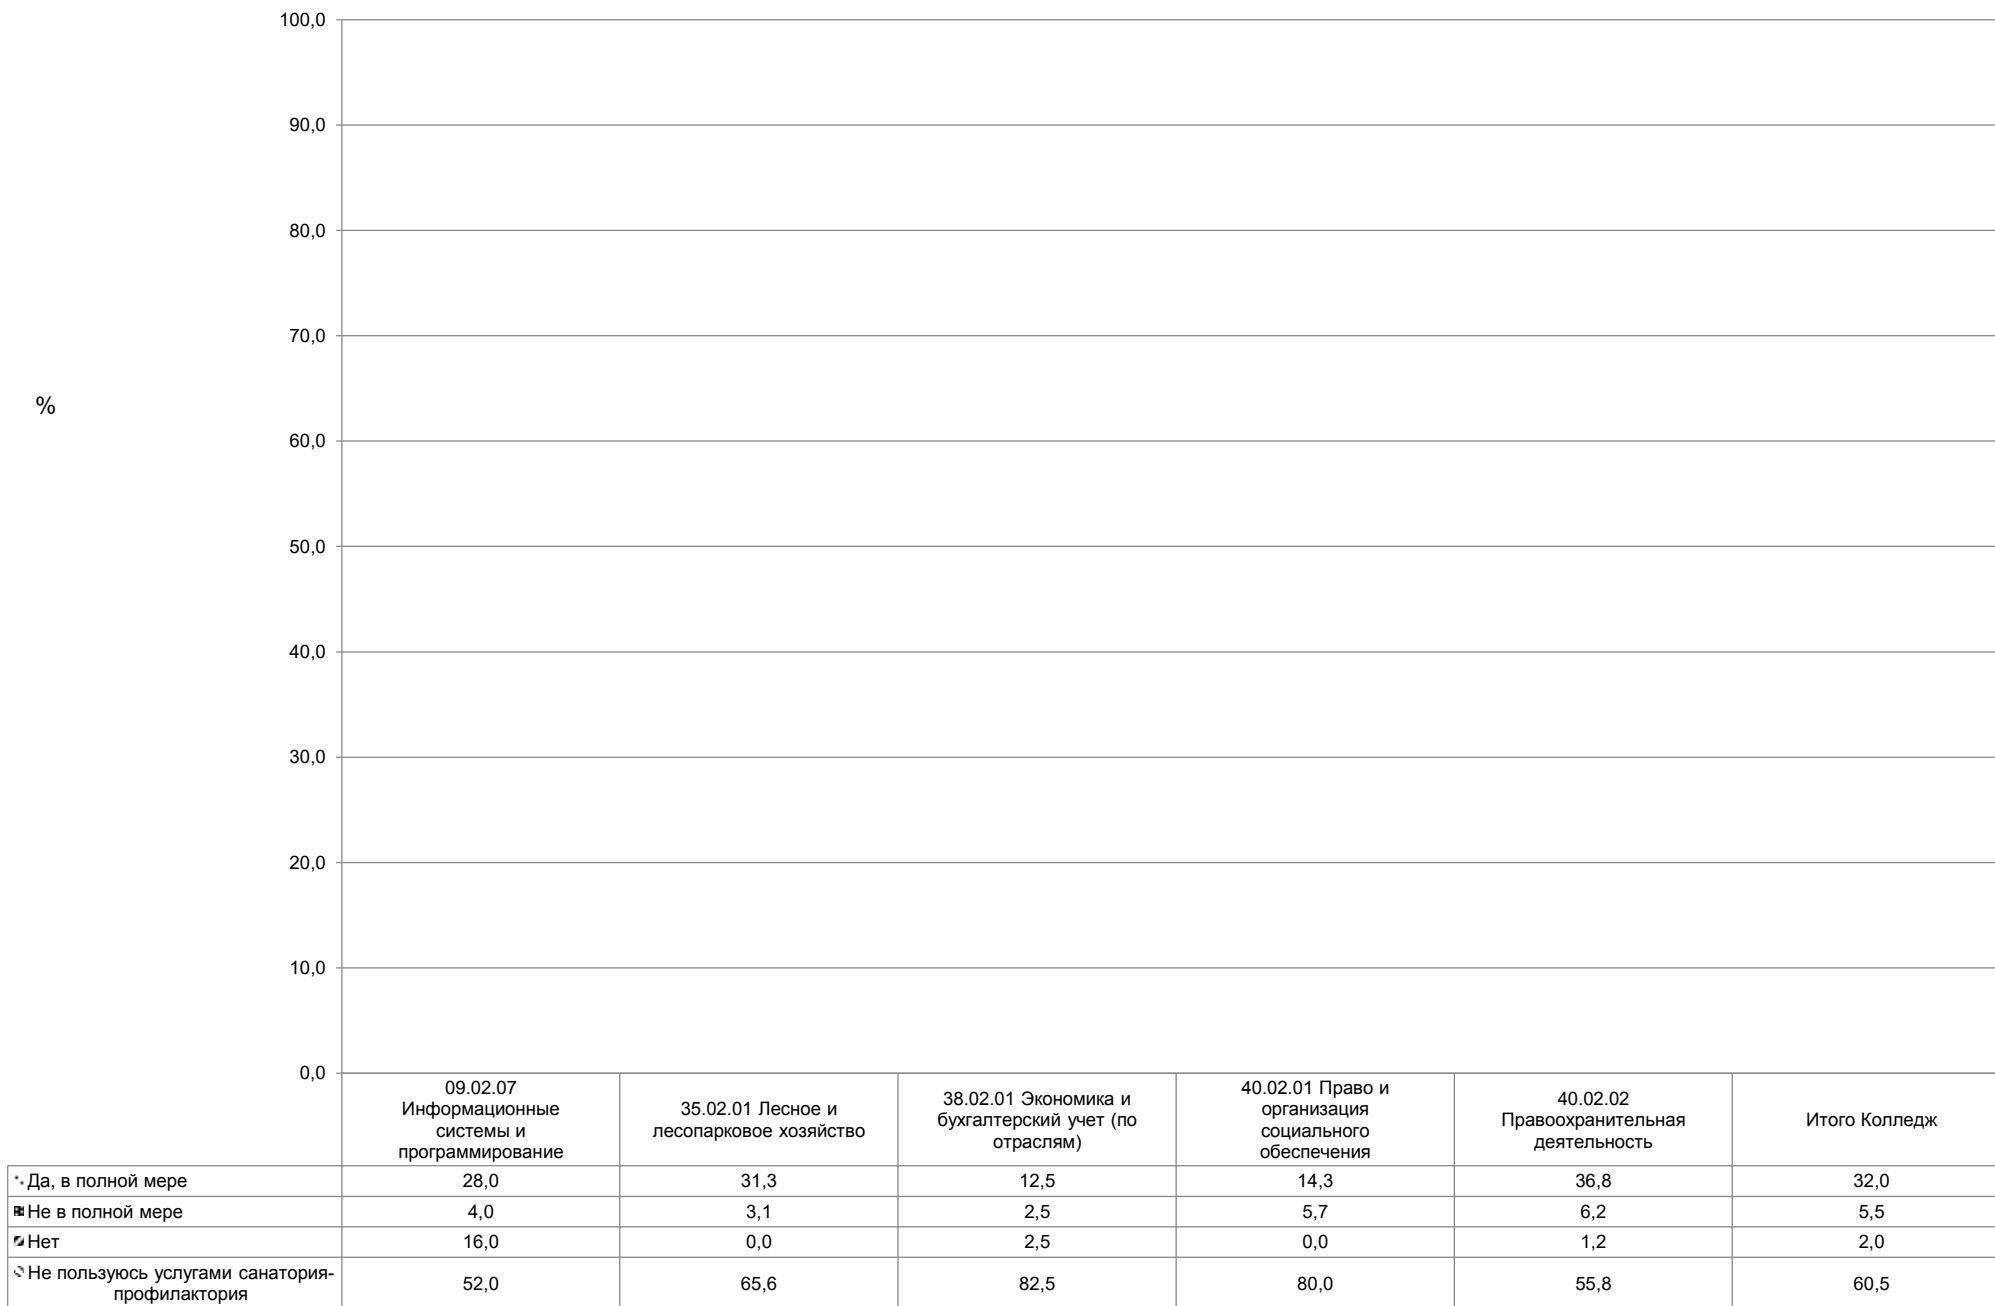 100,0
90,0
80,0
70,0
%
60,0
50,0
40,0
30,0
20,0
10,0
0,0
09.02.07
Информационные
системы и
программирование
35.02.01 Лесное и
лесопарковое хозяйство
38.02.01 Экономика и
бухгалтерский учет (по
отраслям)
40.02.01 Право и
организация
социального
обеспечения
40.02.02
Правоохранительная
деятельность
Итого Колледж
Да, в полной мере 28,0 31,3 12,5 14,3 36,8 32,0
Не в полной мере 4,0 3,1 2,5 5,7 6,2 5,5
Нет 16,0 0,0 2,5 0,0 1,2 2,0
Не пользуюсь услугами санатория-
профилактория
52,0 65,6 82,5 80,0 55,8 60,5